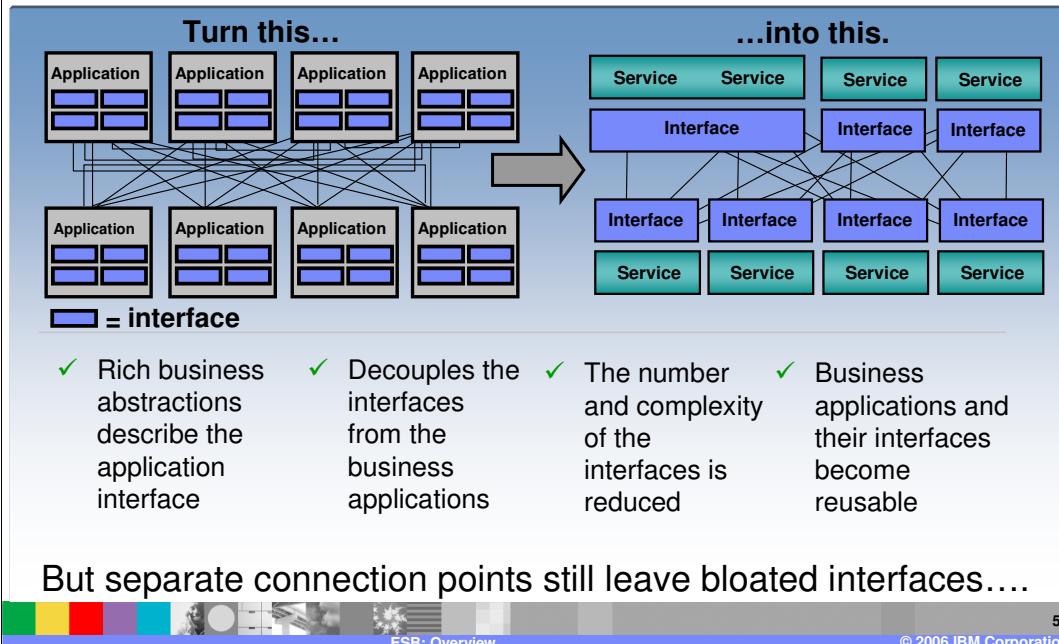 Turn this…
…into this.
Application
Application
Application
Application
Service
Service
Service
Service
Interface
Interface
Interface
Application
Application
Application
Application
Interface
Interface
Interface
Interface
Service
Service
Service
Service
= interface
Rich business
abstractions
describe the
application
interface
Decouples the
interfaces
from the
business
applications
The number
and complexity
of the
interfaces is
reduced
Business
applications and
their interfaces
become
reusable
But separate connection points still leave bloated interfaces….
5
ESB: Overview
© 2006 IBM Corporatio